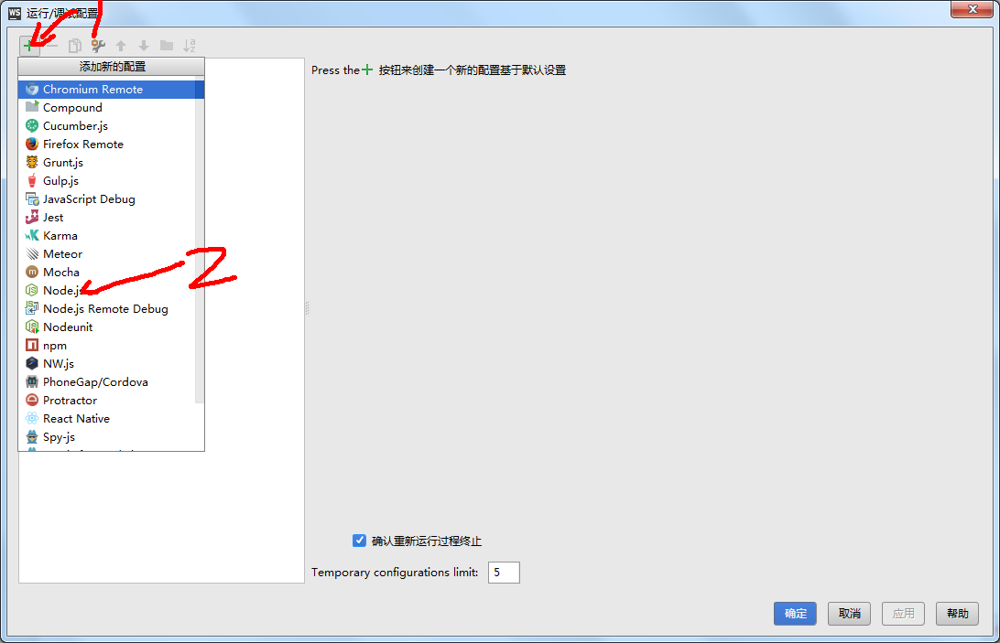 WS 运行/调试配置
1
添加新的配置
Press the + 按钮来创建一个新的配置基于默认设置
Chromium Remote
Compound
Cucumber.js
Firefox Remote
Grunt.js
Gulp.js
JavaScript Debug
Jest
Karma
Meteor
2
Mocha
Node.js
Node.js Remote Debug
Nodeunit
npm
NW.js
PhoneGap/Cordova
Protractor
React Native
Spy-js
确认重新运行过程终止
Temporary configurations limit: 5
确定 取消 应用 帮助